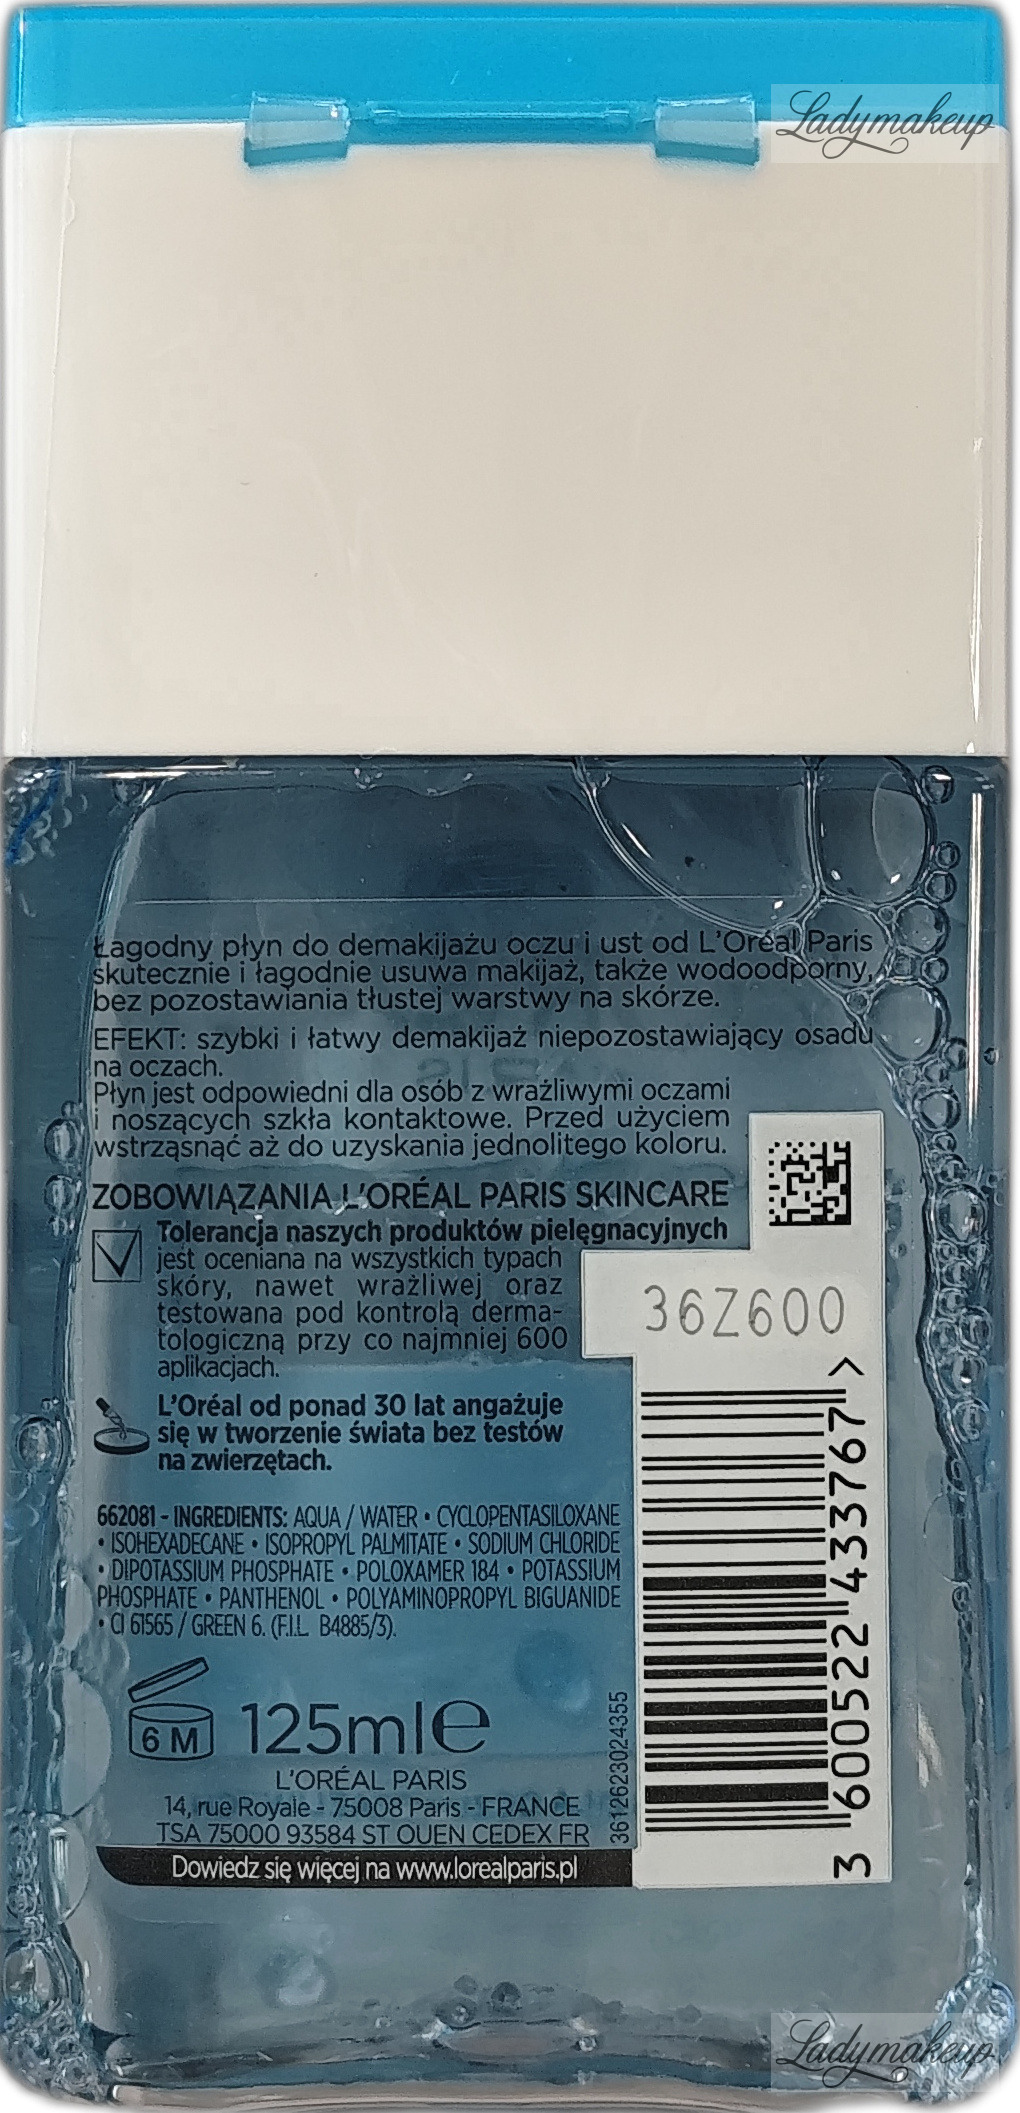 Ladymakeup
Łagodny płyn do demakijażu oczu i ust od L'Oréal Paris
skutecznie i łagodnie usuwa makijaż, także wodoodporny,
bez pozostawiania tłustej warstwy na skórze.
EFEKT: szybki i łatwy demakijaż niepozostawiający osadu
na oczach.
Płyn jest odpowiedni dla osób z wrażliwymi oczami
i noszących szkła kontaktowe. Przed użyciem
wstrząsnąć aż do uzyskania jednolitego koloru.
ZOBOWIĄZANIA L'ORÉAL PARIS SKINCARE
Tolerancja naszych produktów pielęgnacyjnych
jest oceniana na wszystkich typach
skóry, nawet wrażliwej oraz
testowana pod kontrolą derma-
tologiczną przy co najmniej 600
aplikacjach.
L'Oréal od ponad 30 lat angażuje
się w tworzenie świata bez testów
na zwierzętach.
662081 - INGREDIENTS: AQUA / WATER • CYCLOPENTASILOXANE
• ISOHEXADECANE • ISOPROPYL PALMITATE • SODIUM CHLORIDE
• DIPOTASSIUM PHOSPHATE • POLOXAMER 184 • POTASSIUM
PHOSPHATE • PANTHENOL • POLYAMINOPROPYL BIGUANIDE
• CI 61565 / GREEN 6. (F.I.L. B4885/3).
6 M 125ml e
L'ORÉAL PARIS
14, rue Royale - 75008 Paris - FRANCE
TSA 75000 93584 ST OUEN CEDEX FR
Dowiedz się więcej na www.lorealparis.pl
36Z600
3612623024355
3 600522 433767 >
Ladymakeup